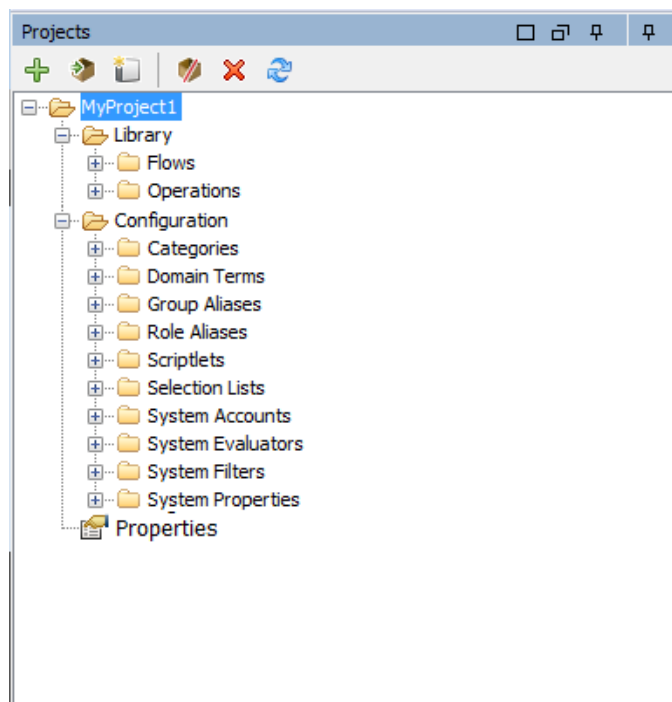 Projects
MyProject1
Library
Flows
Operations
Configuration
Categories
Domain Terms
Group Aliases
Role Aliases
Scriptlets
Selection Lists
System Accounts
System Evaluators
System Filters
System Properties
Properties